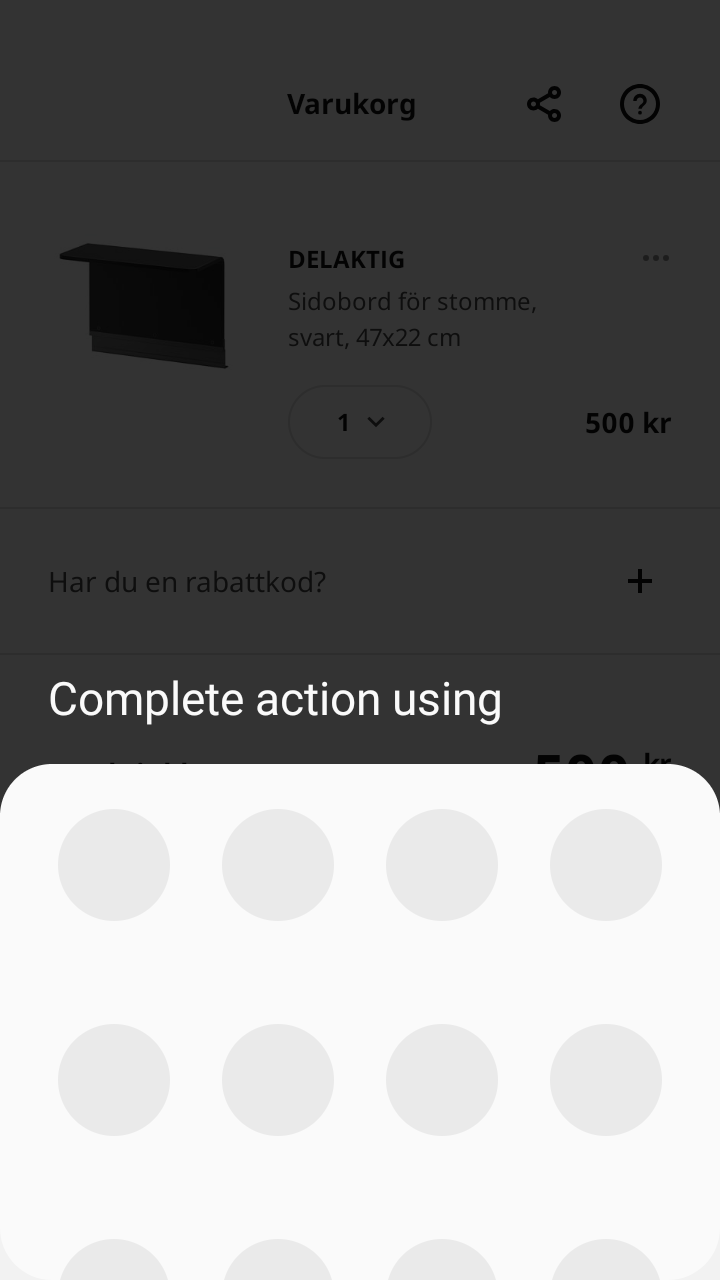 Varukorg
DELAKTIG
Sidobord för stomme,
svart, 47x22 cm
1
500 kr
Har du en rabattkod?
Complete action using